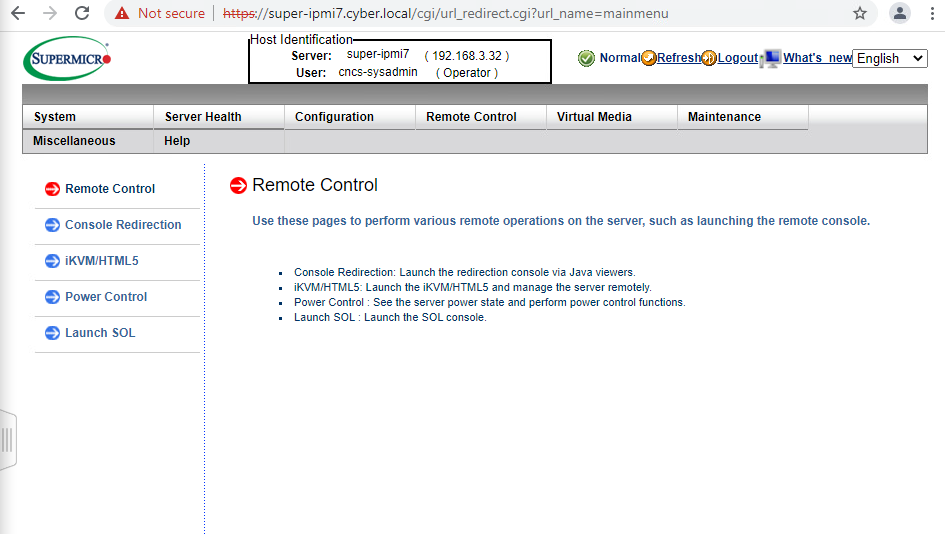 Not secure
https://super-ipmi7.cyber.local/cgi/url_redirect.cgi?url_name=mainmenu
SUPERMICRO
Host Identification
Server: super-ipmi7 ( 192.168.3.32 )
User: cncs-sysadmin ( Operator )
Normal Refresh Logout What's new English
System Server Health Configuration Remote Control Virtual Media Maintenance
Miscellaneous Help
Remote Control
Console Redirection
iKVM/HTML5
Power Control
Launch SOL
Remote Control
Use these pages to perform various remote operations on the server, such as launching the remote console.
Console Redirection: Launch the redirection console via Java viewers.
iKVM/HTML5: Launch the iKVM/HTML5 and manage the server remotely.
Power Control : See the server power state and perform power control functions.
Launch SOL : Launch the SOL console.